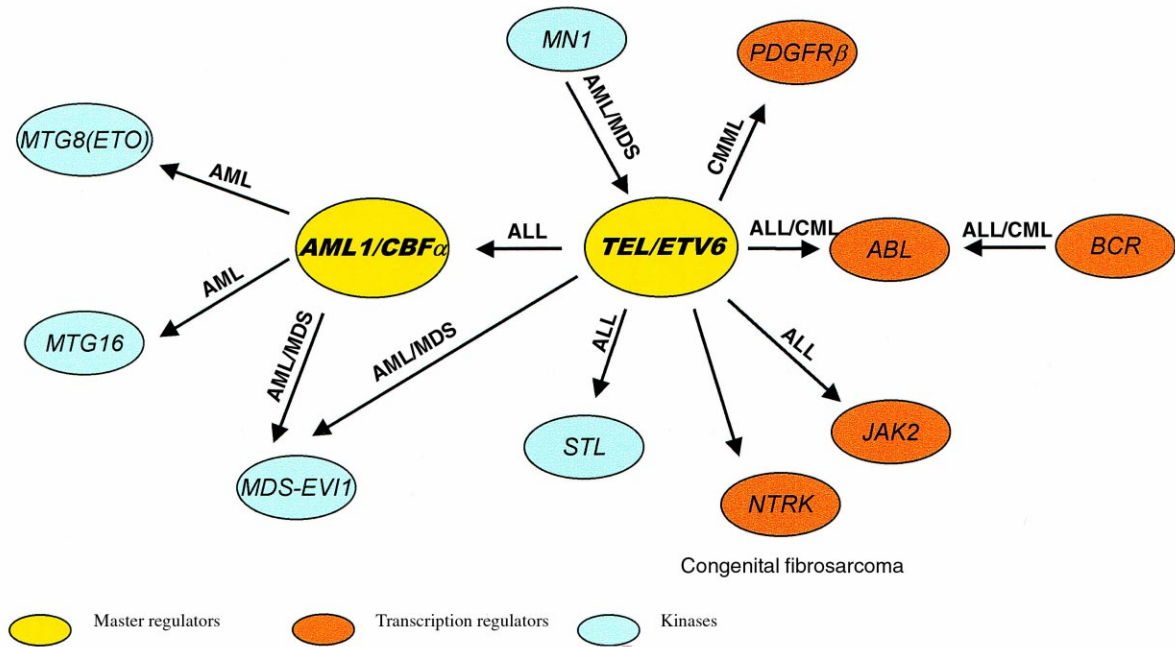 MN1
PDGFRβ
AML/MDS
CMML
MTG8(ETO)
AML
AML1/CBFα
ALL
TEL/ETV6
ALL/CML
ABL
ALL/CML
BCR
AML
MTG16
AML/MDS
AML/MDS
ALL
ALL
STL
JAK2
MDS-EVI1
NTRK
Congenital fibrosarcoma
Master regulators
Transcription regulators
Kinases